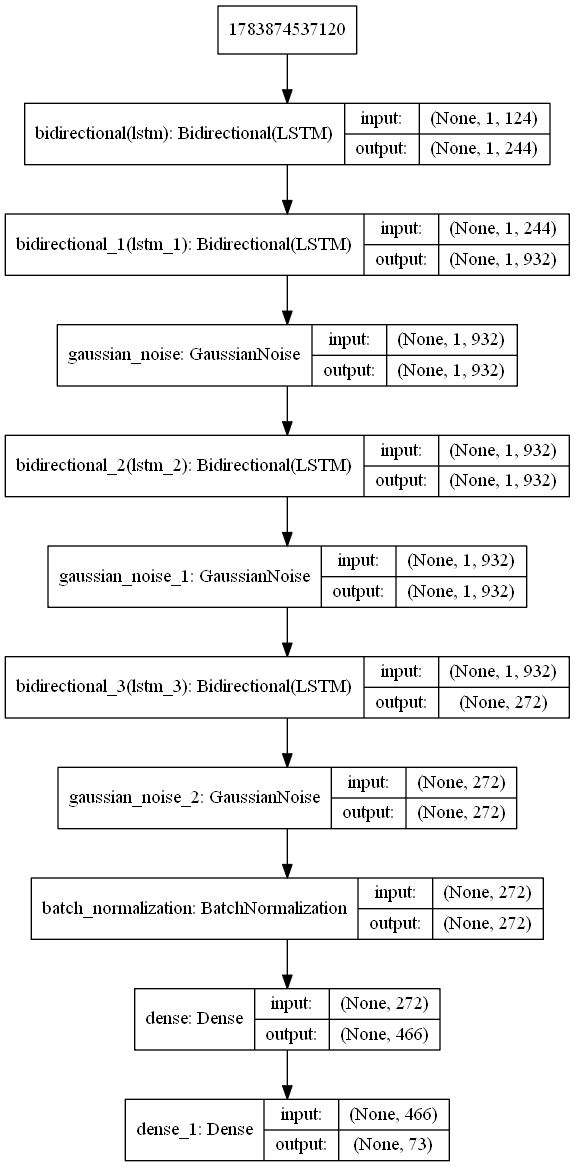 1783874537120
bidirectional(lstm): Bidirectional(LSTM)
input: (None, 1, 124)
output: (None, 1, 244)
bidirectional_1(lstm_1): Bidirectional(LSTM)
input: (None, 1, 244)
output: (None, 1, 932)
gaussian_noise: GaussianNoise
input: (None, 1, 932)
output: (None, 1, 932)
bidirectional_2(lstm_2): Bidirectional(LSTM)
input: (None, 1, 932)
output: (None, 1, 932)
gaussian_noise_1: GaussianNoise
input: (None, 1, 932)
output: (None, 1, 932)
bidirectional_3(lstm_3): Bidirectional(LSTM)
input: (None, 1, 932)
output: (None, 272)
gaussian_noise_2: GaussianNoise
input: (None, 272)
output: (None, 272)
batch_normalization: BatchNormalization
input: (None, 272)
output: (None, 272)
dense: Dense
input: (None, 272)
output: (None, 466)
dense_1: Dense
input: (None, 466)
output: (None, 73)